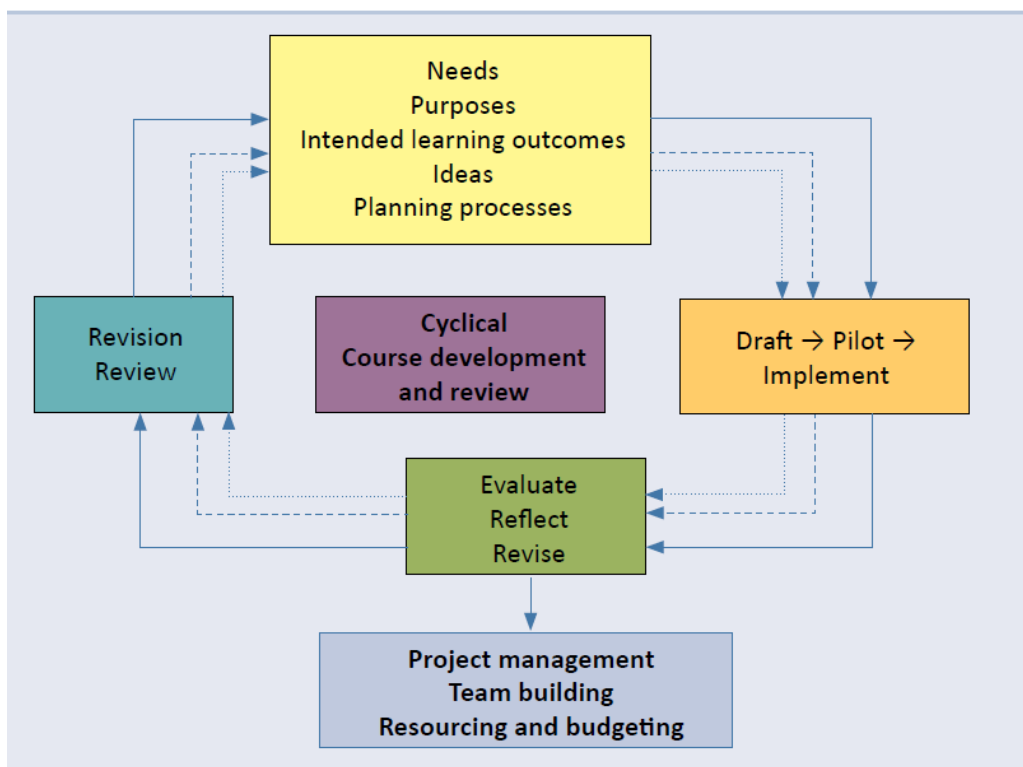 Needs
Purposes
Intended learning outcomes
Ideas
Planning processes
Revision
Review
Cyclical
Course development
and review
Draft → Pilot →
Implement
Evaluate
Reflect
Revise
Project management
Team building
Resourcing and budgeting